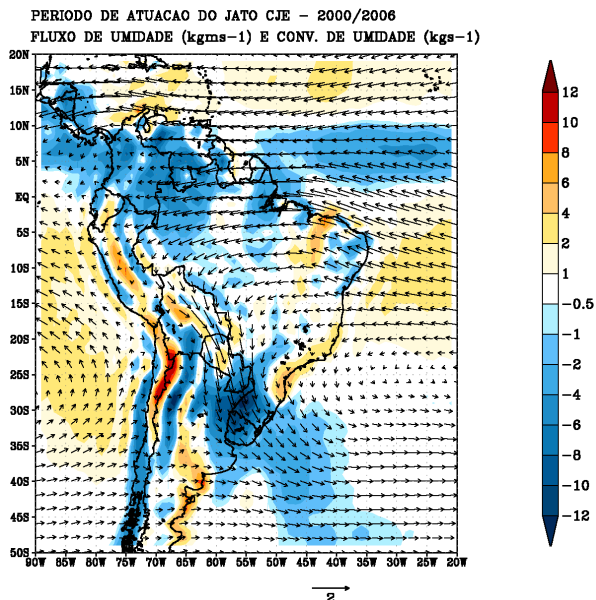 PERIODO DE ATUACAO DO JATO CJE - 2000/2006
FLUXO DE UMIDADE (kgms-1) E CONV. DE UMIDADE (kgs-1)
20N
15N
10N
5N
EQ
5S
10S
15S
20S
25S
30S
35S
40S
45S
50S
90W 85W 80W 75W 70W 65W 60W 55W 50W 45W 40W 35W 30W 25W 20W
12
10
8
6
4
2
1
-0.5
-1
-2
-4
-6
-8
-10
-12
2